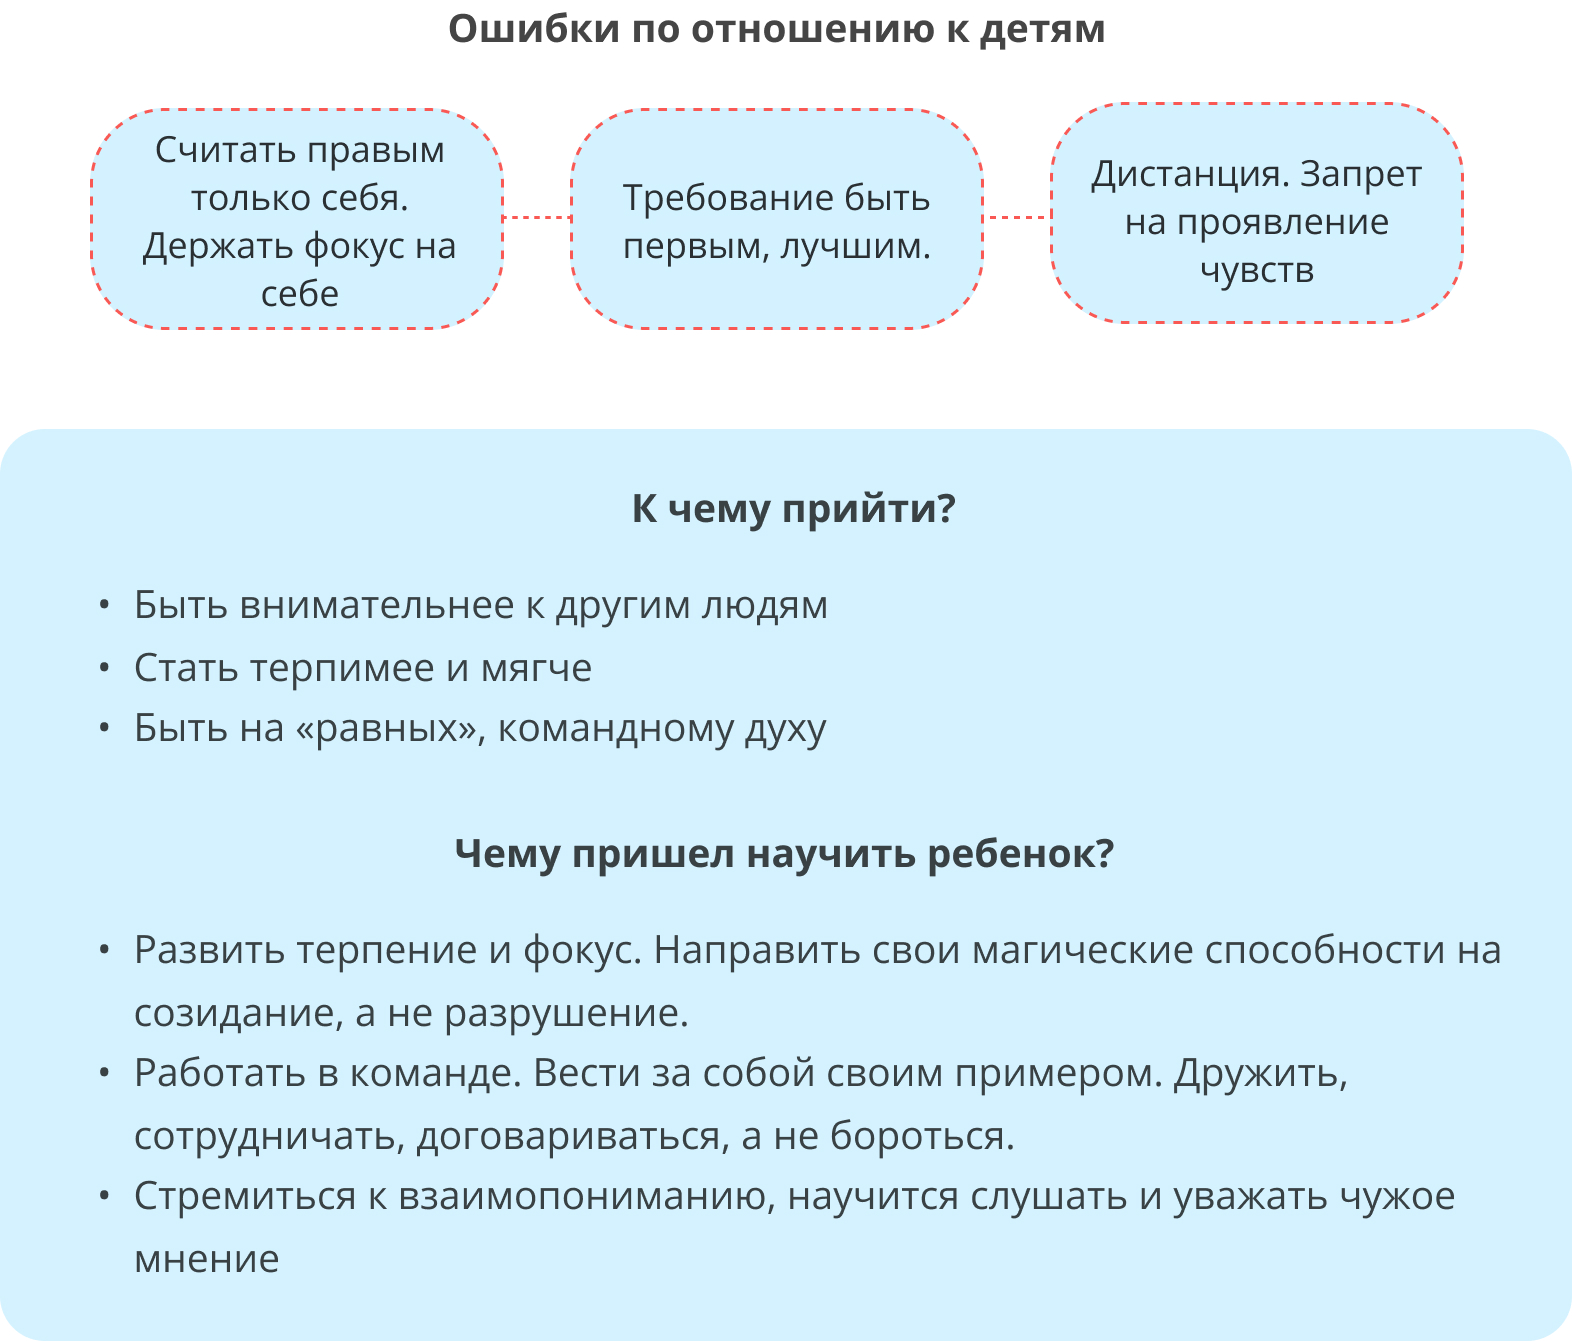 Ошибки по отношению к детям
Считать правым
только себя.
Держать фокус на
себе
Требование быть
первым, лучшим.
Дистанция. Запрет
на проявление
чувств
К чему прийти?
• Быть внимательнее к другим людям
• Стать терпимее и мягче
• Быть на «равных», командному духу
Чему пришел научить ребенок?
• Развить терпение и фокус. Направить свои магические способности на
созидание, а не разрушение.
• Работать в команде. Вести за собой своим примером. Дружить,
сотрудничать, договариваться, а не бороться.
• Стремиться к взаимопониманию, научится слушать и уважать чужое
мнение